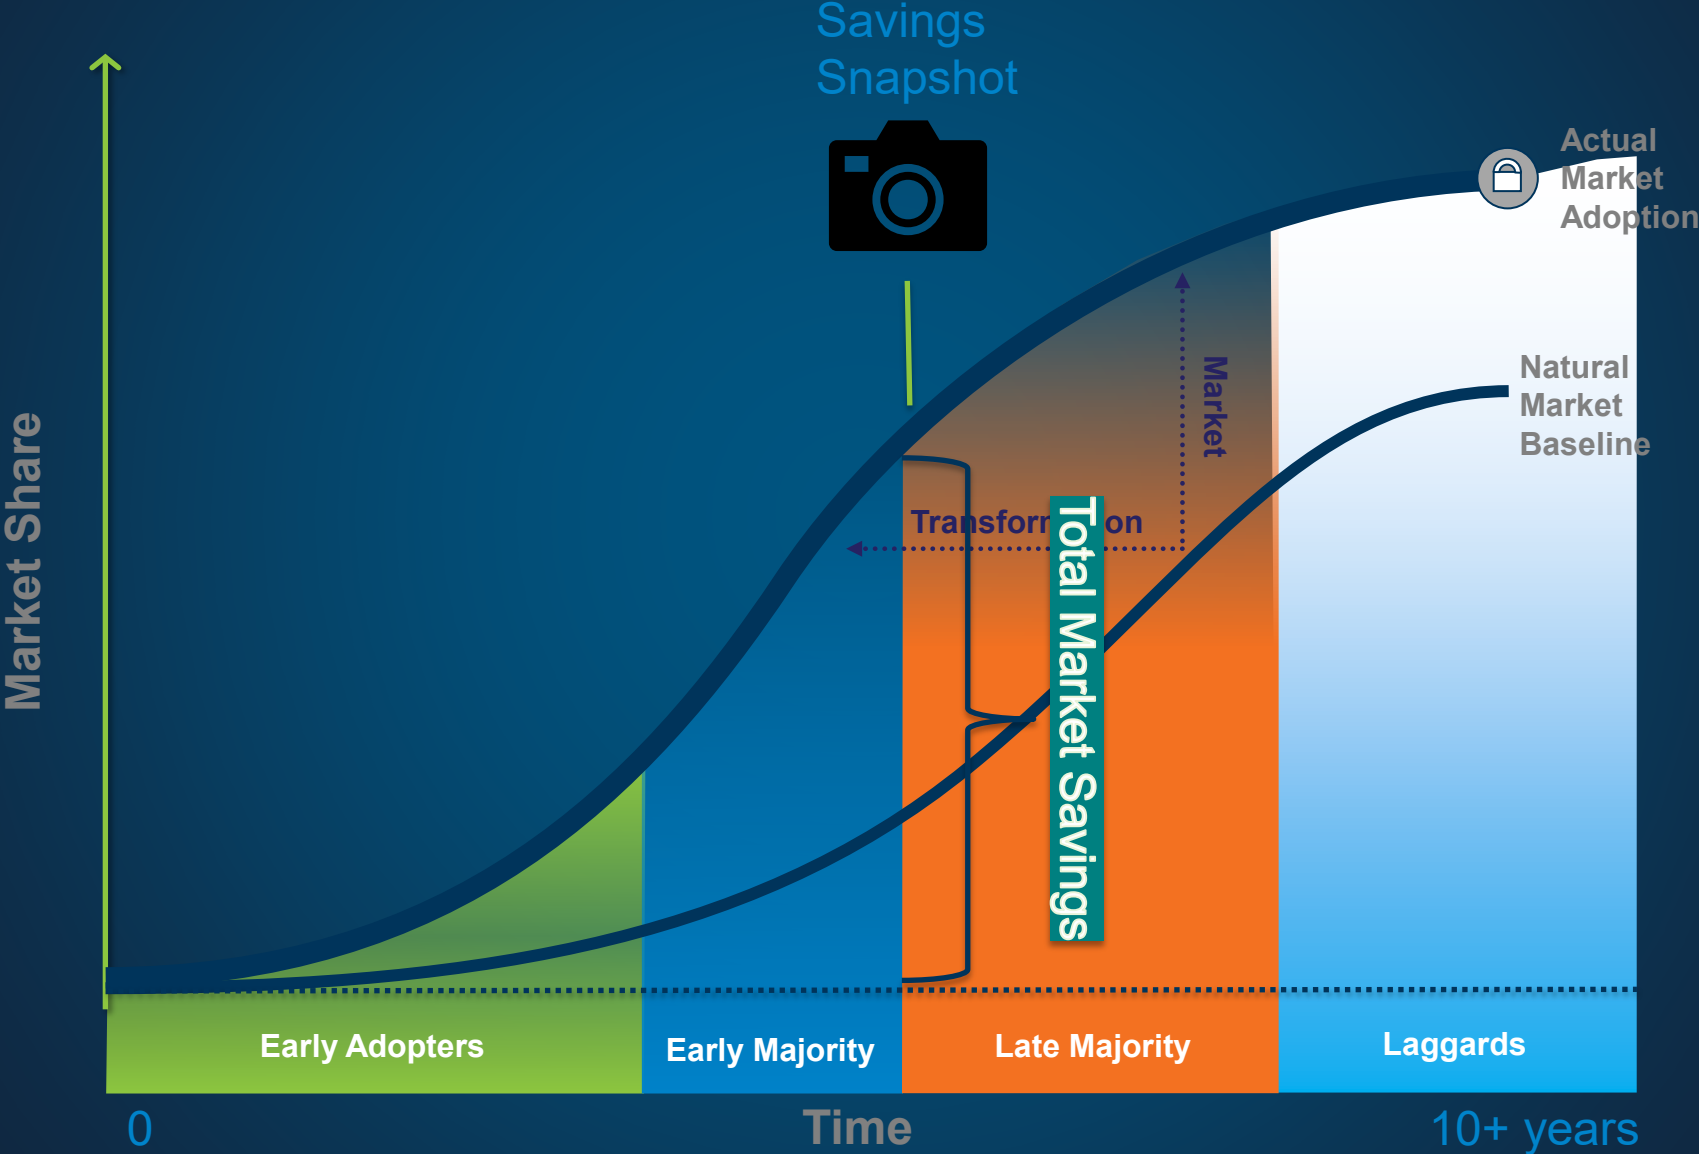 Savings
Snapshot
Actual
Market
Adoption
Natural
Market
Baseline
Market
Total Market Savings
Market Share
Early Adopters
Early Majority
Late Majority
Laggards
0
Time
10+ years